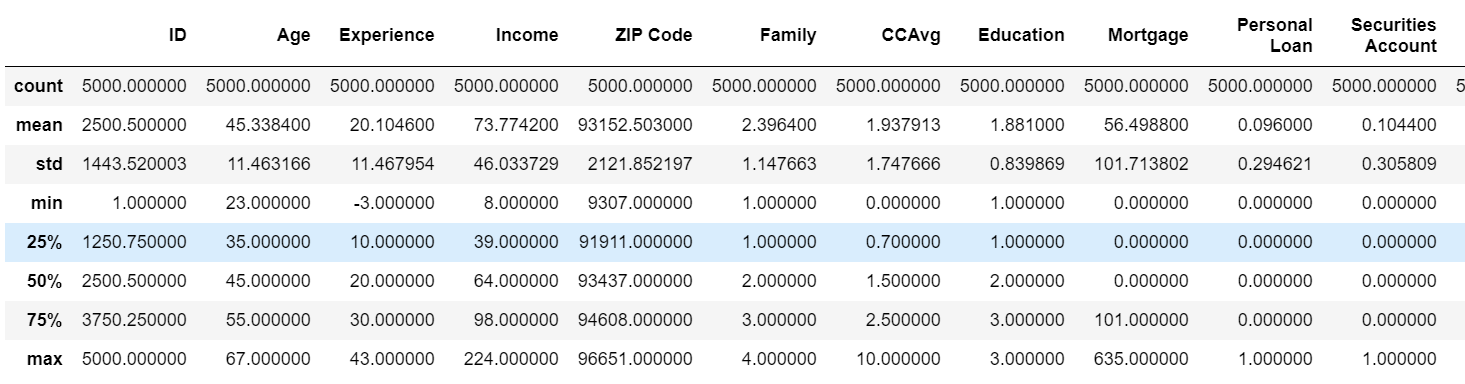 ID Age Experience Income ZIP Code Family CCAvg Education Mortgage Personal Loan Securities Account
count 5000.000000 5000.000000 5000.000000 5000.000000 5000.000000 5000.000000 5000.000000 5000.000000 5000.000000 5000.000000 5000.000000 5
mean 2500.500000 45.338400 20.104600 73.774200 93152.503000 2.396400 1.937913 1.881000 56.498800 0.096000 0.104400
std 1443.520003 11.463166 11.467954 46.033729 2121.852197 1.147663 1.747666 0.839869 101.713802 0.294621 0.305809
min 1.000000 23.000000 -3.000000 8.000000 9307.000000 1.000000 0.000000 1.000000 0.000000 0.000000 0.000000
25% 1250.750000 35.000000 10.000000 39.000000 91911.000000 1.000000 0.700000 1.000000 0.000000 0.000000 0.000000
50% 2500.500000 45.000000 20.000000 64.000000 93437.000000 2.000000 1.500000 2.000000 0.000000 0.000000 0.000000
75% 3750.250000 55.000000 30.000000 98.000000 94608.000000 3.000000 2.500000 3.000000 101.000000 0.000000 0.000000
max 5000.000000 67.000000 43.000000 224.000000 96651.000000 4.000000 10.000000 3.000000 635.000000 1.000000 1.000000